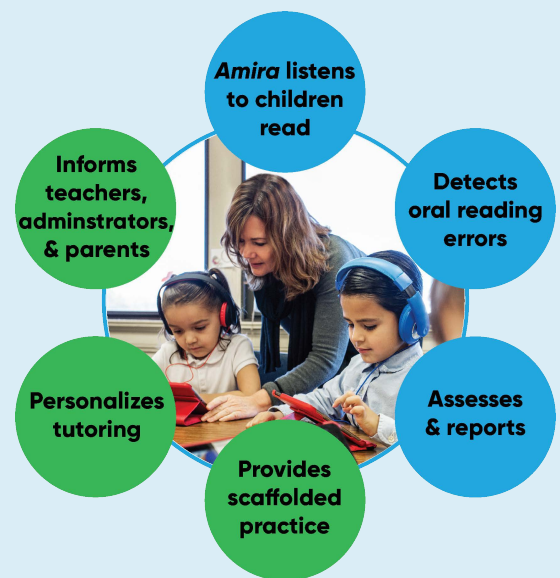 Amira listens
to children
read
Detects
oral reading
errors
Assesses
& reports
Provides
scaffolded
practice
Personalizes
tutoring
Informs
teachers,
adminstrators,
& parents